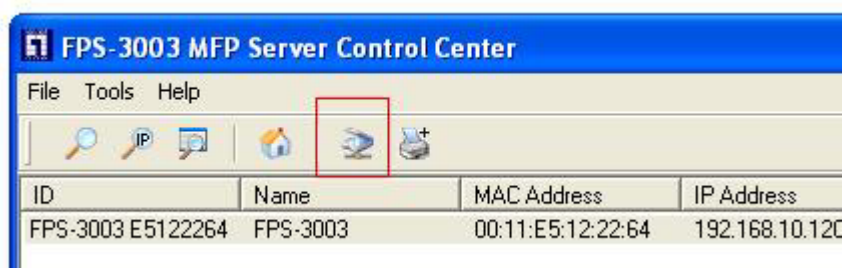 FPS-3003 MFP Server Control Center
File Tools Help
IP
ID Name MAC Address IP Address
FPS-3003 E5122264 FPS-3003 00:11:E5:12:22:64 192.168.10.120